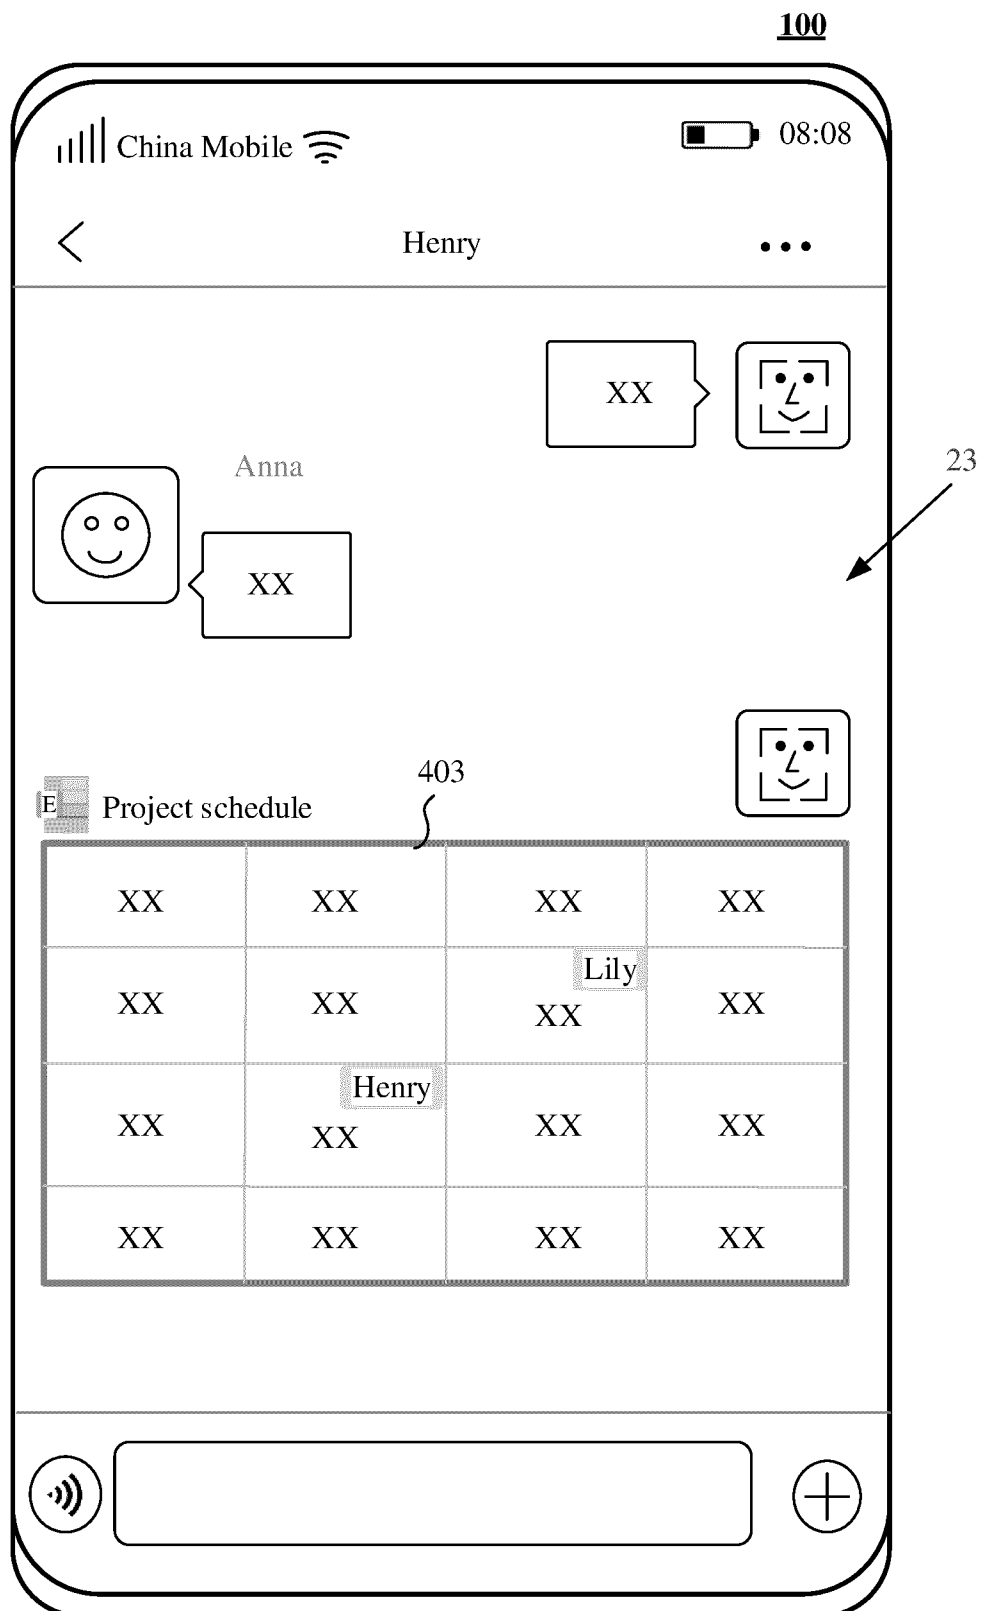 100
China Mobile 08:08
Henry
XX
Anna
23
XX
403
E Project schedule
XX XX XX XX
Lily
XX XX XX XX
Henry
XX XX XX XX
XX XX XX XX